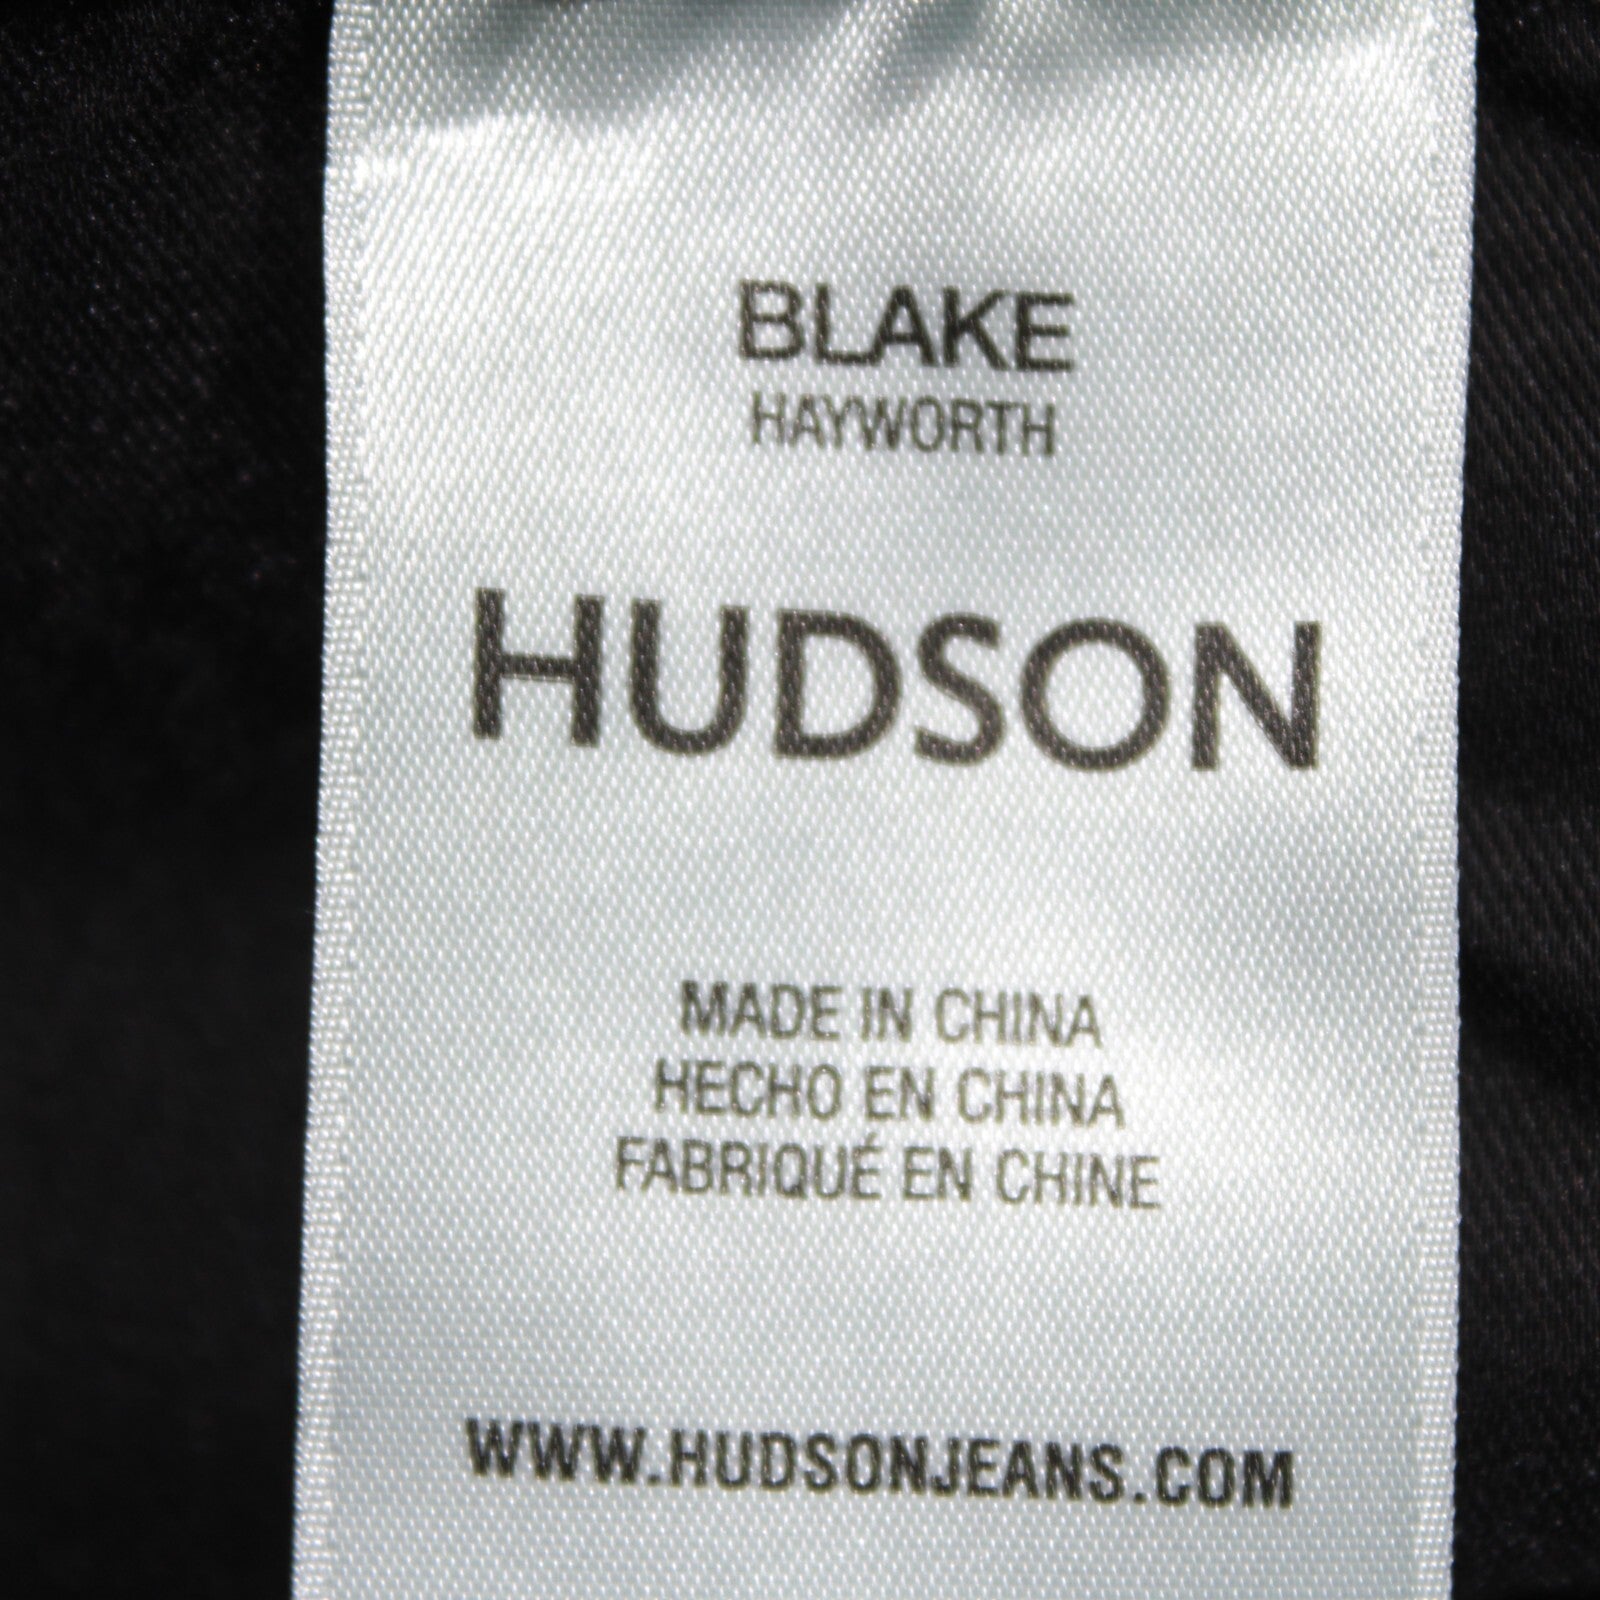 BLAKE
HAYWORTH
HUDSON
MADE IN CHINA
HECHO EN CHINA
FABRIQUÉ EN CHINE
WWW.HUDSONJEANS.COM